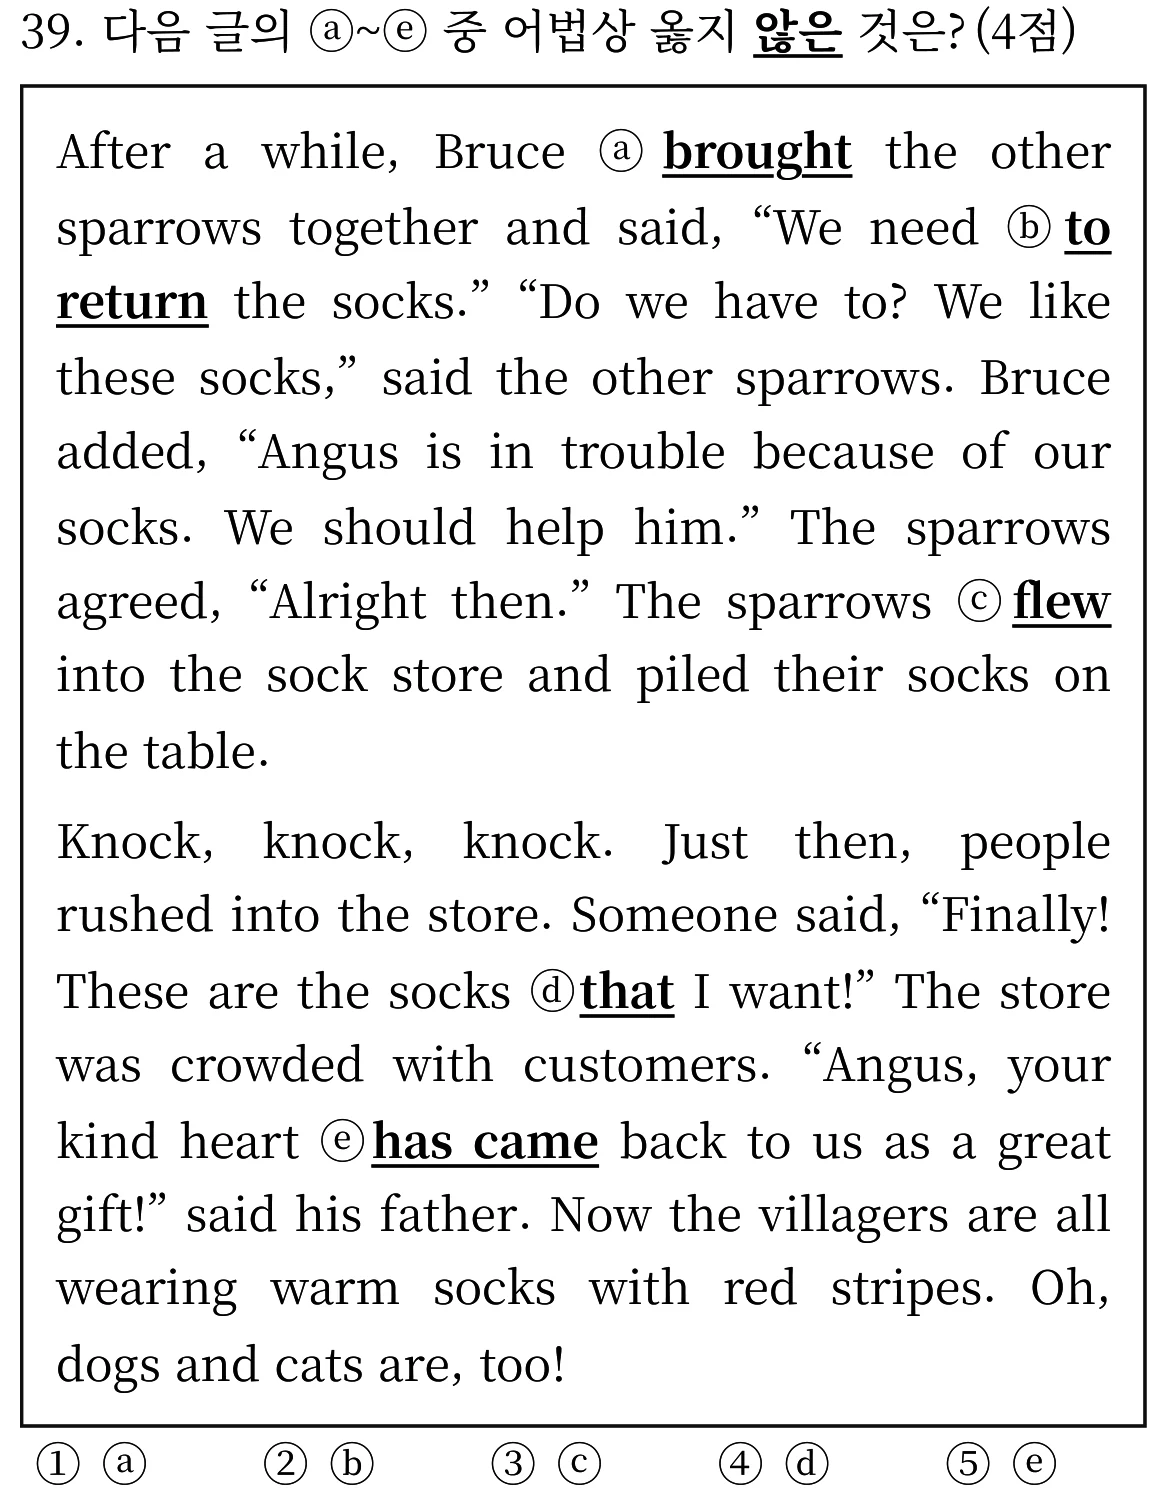 39. 다음 글의 ⓐ~ⓔ 중 어법상 옳지 않은 것은? (4점)
After a while, Bruce ⓐ brought the other
sparrows together and said, “We need ⓑ to
return the socks.” “Do we have to? We like
these socks,” said the other sparrows. Bruce
added, “Angus is in trouble because of our
socks. We should help him.” The sparrows
agreed, “Alright then.” The sparrows ⓒ flew
into the sock store and piled their socks on
the table.
Knock, knock, knock. Just then, people
rushed into the store. Someone said, “Finally!
These are the socks ⓓ that I want!” The store
was crowded with customers. “Angus, your
kind heart ⓔ has came back to us as a great
gift!” said his father. Now the villagers are all
wearing warm socks with red stripes. Oh,
dogs and cats are, too!
① ⓐ ② ⓑ ③ ⓒ ④ ⓓ ⑤ ⓔ